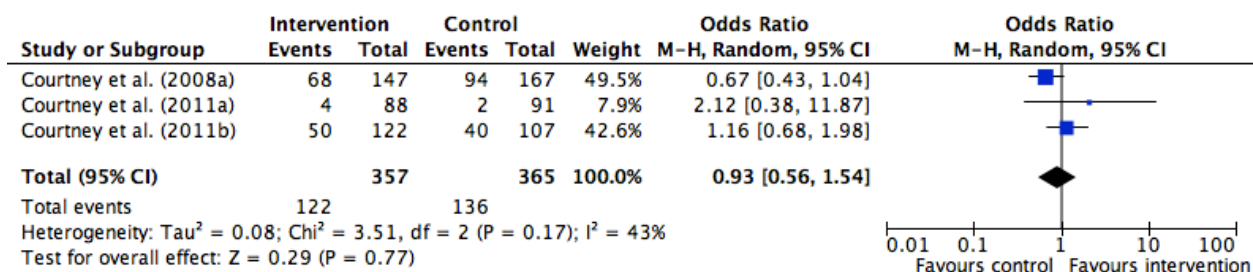 Intervention Control Odds Ratio Odds Ratio
Study or Subgroup Events Total Events Total Weight M-H, Random, 95% CI M-H, Random, 95% CI
Courtney et al. (2008a) 68 147 94 167 49.5% 0.67 [0.43, 1.04]
Courtney et al. (2011a) 4 88 2 91 7.9% 2.12 [0.38, 11.87]
Courtney et al. (2011b) 50 122 40 107 42.6% 1.16 [0.68, 1.98]
Total (95% CI) 357 365 100.0% 0.93 [0.56, 1.54]
Total events 122 136
Heterogeneity: Tau² = 0.08; Chi² = 3.51, df = 2 (P = 0.17); I² = 43%
Test for overall effect: Z = 0.29 (P = 0.77)
0.01 0.1 1 10 100
Favours control Favours intervention